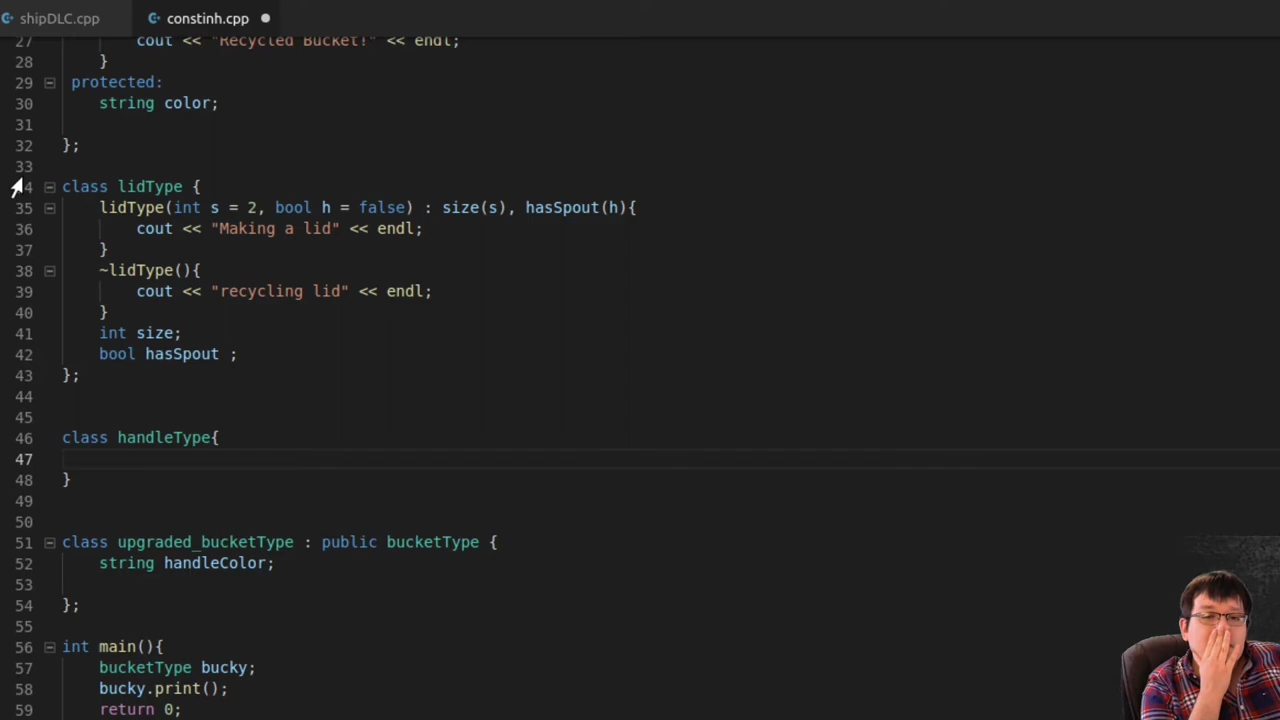 shipDLC.cpp constinh.cpp
27 cout << "Recycled Bucket!" << endl;
28 }
29 protected:
30 string color;
31
32 };
33
34 class lidType {
35 lidType(int s = 2, bool h = false) : size(s), hasSpout(h){
36 cout << "Making a lid" << endl;
37 }
38 ~lidType(){
39 cout << "recycling lid" << endl;
40 }
41 int size;
42 bool hasSpout ;
43 };
44
45
46 class handleType{
47
48 }
49
50
51 class upgraded_bucketType : public bucketType {
52 string handleColor;
53
54 };
55
56 int main(){
57 bucketType bucky;
58 bucky.print();
59 return 0;